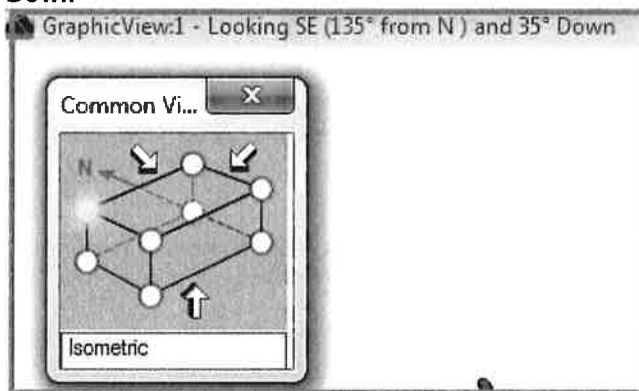 GraphicView:1 - Looking SE (135° from N ) and 35° Down
Common Vi...
N
Isometric